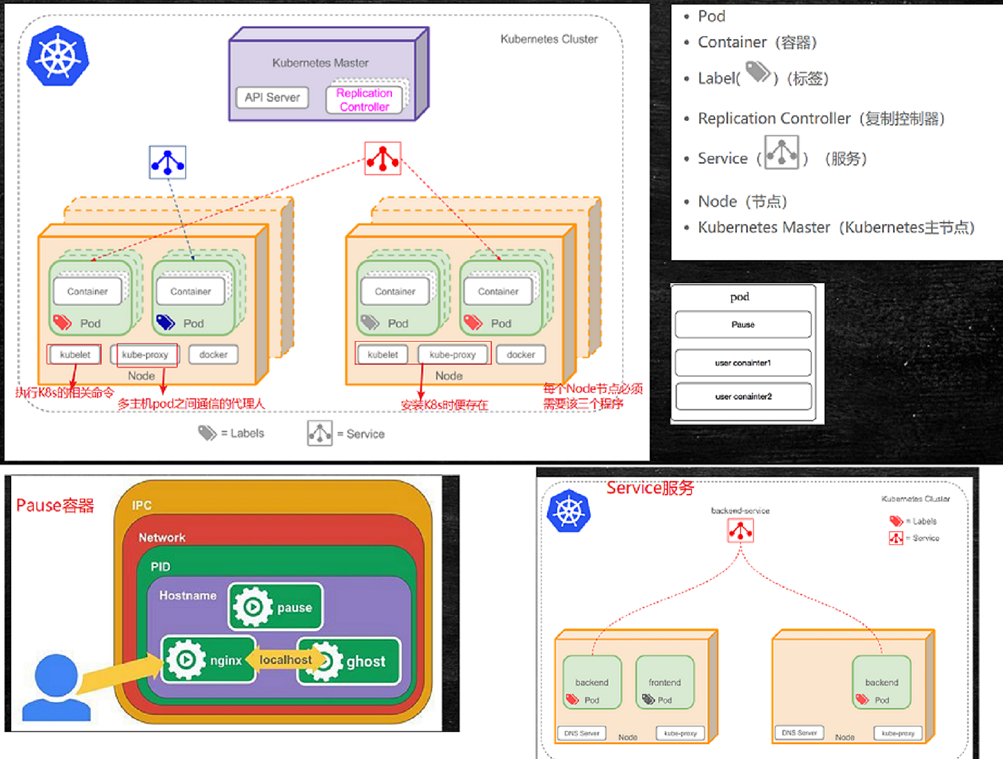 Kubernetes Cluster
Kubernetes Master
API Server
Replication
Controller
Container
Pod
Container
Pod
Container
Pod
Container
Pod
kubelet
kube-proxy
docker
Node
kubelet
kube-proxy
docker
Node
执行K8s的相关命令
多主机pod之间通信的代理人
安装K8s时便存在
每个Node节点必须
需要该三个程序
= Labels
= Service
• Pod
• Container（容器）
• Label( )（标签）
• Replication Controller（复制控制器）
• Service（ ）（服务）
• Node（节点）
• Kubernetes Master（Kubernetes主节点）
pod
Pause
user conainter1
user conainter2
Pause容器
IPC
Network
PID
Hostname
pause
nginx
localhost
ghost
Service服务
Kubernetes Cluster
backend-service
= Labels
= Service
backend
Pod
frontend
Pod
backend
Pod
DNS Server
Node
kube-proxy
DNS Server
Node
kube-proxy